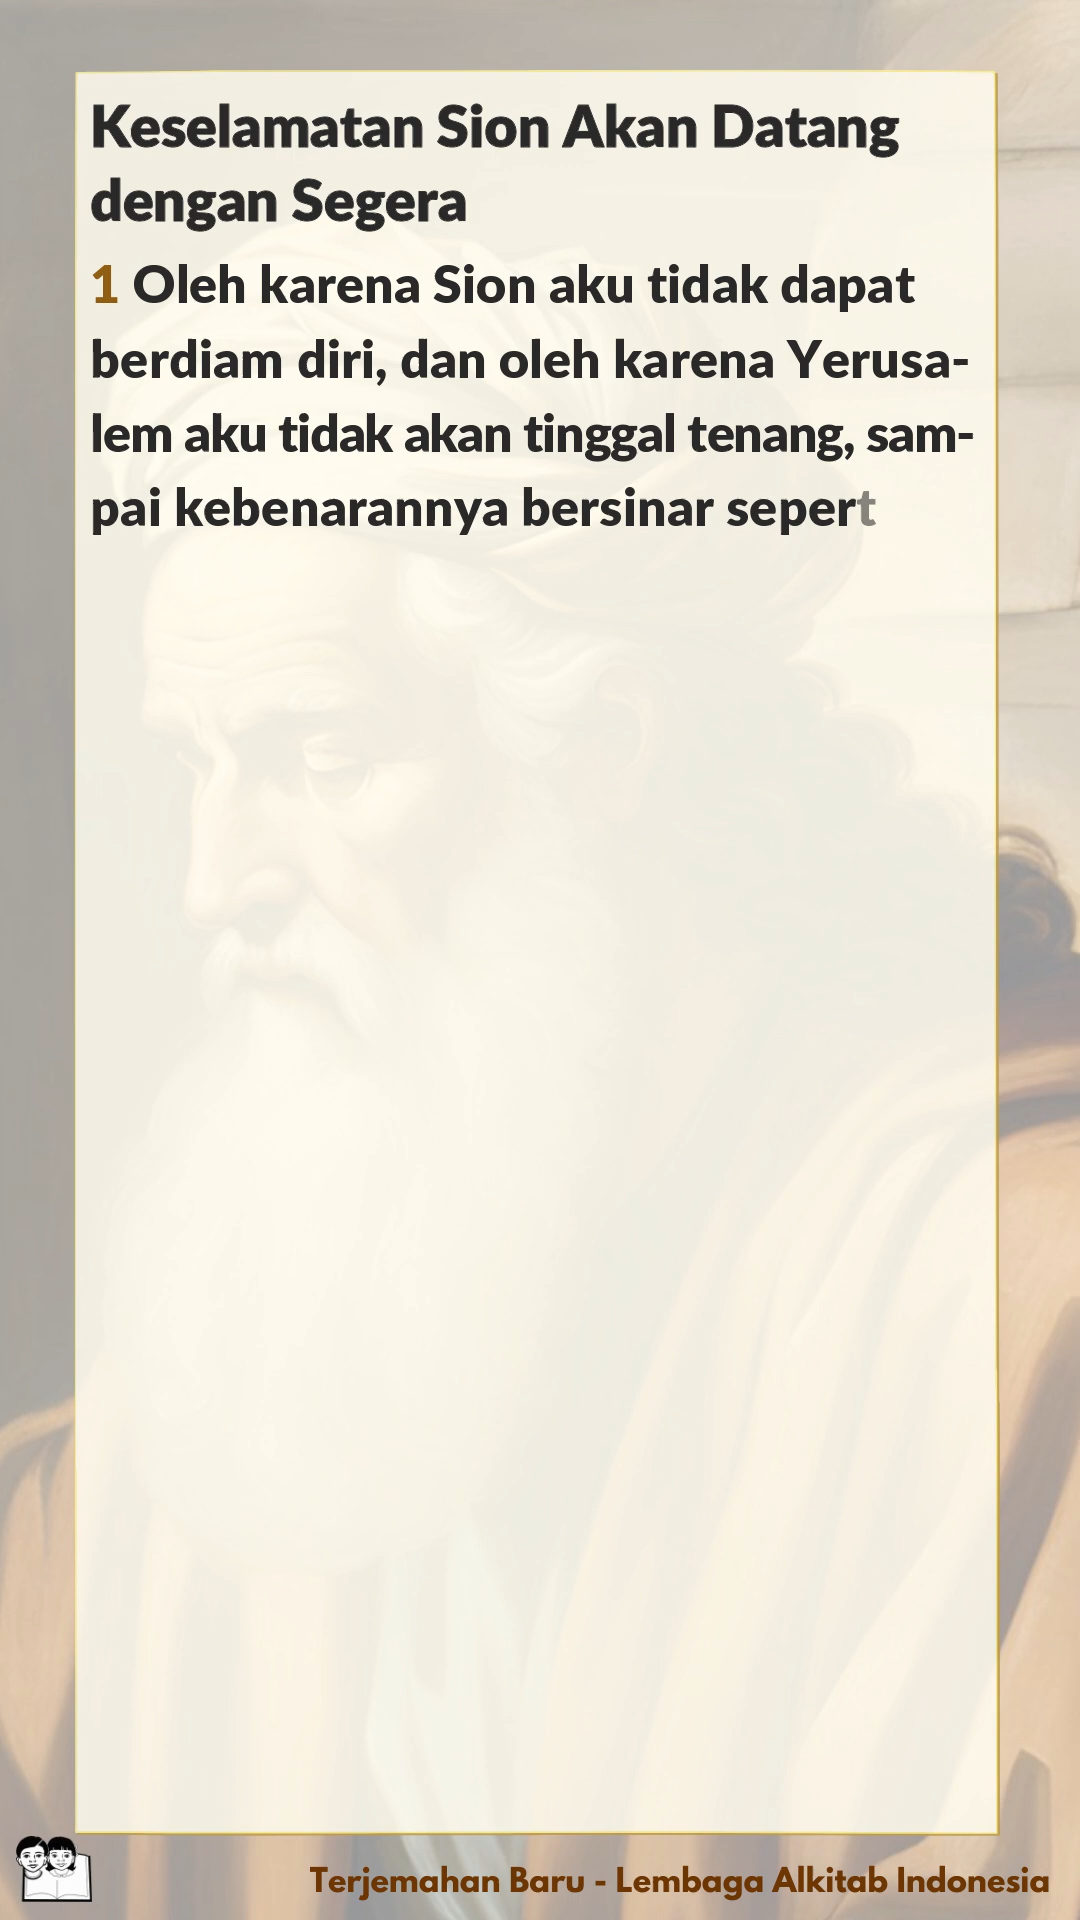 Keselamatan Sion Akan Datang
dengan Segera
1 Oleh karena Sion aku tidak dapat
berdiam diri, dan oleh karena Yerusa-
lem aku tidak akan tinggal tenang, sam-
pai kebenarannya bersinar sepert
Terjemahan Baru - Lembaga Alkitab Indonesia